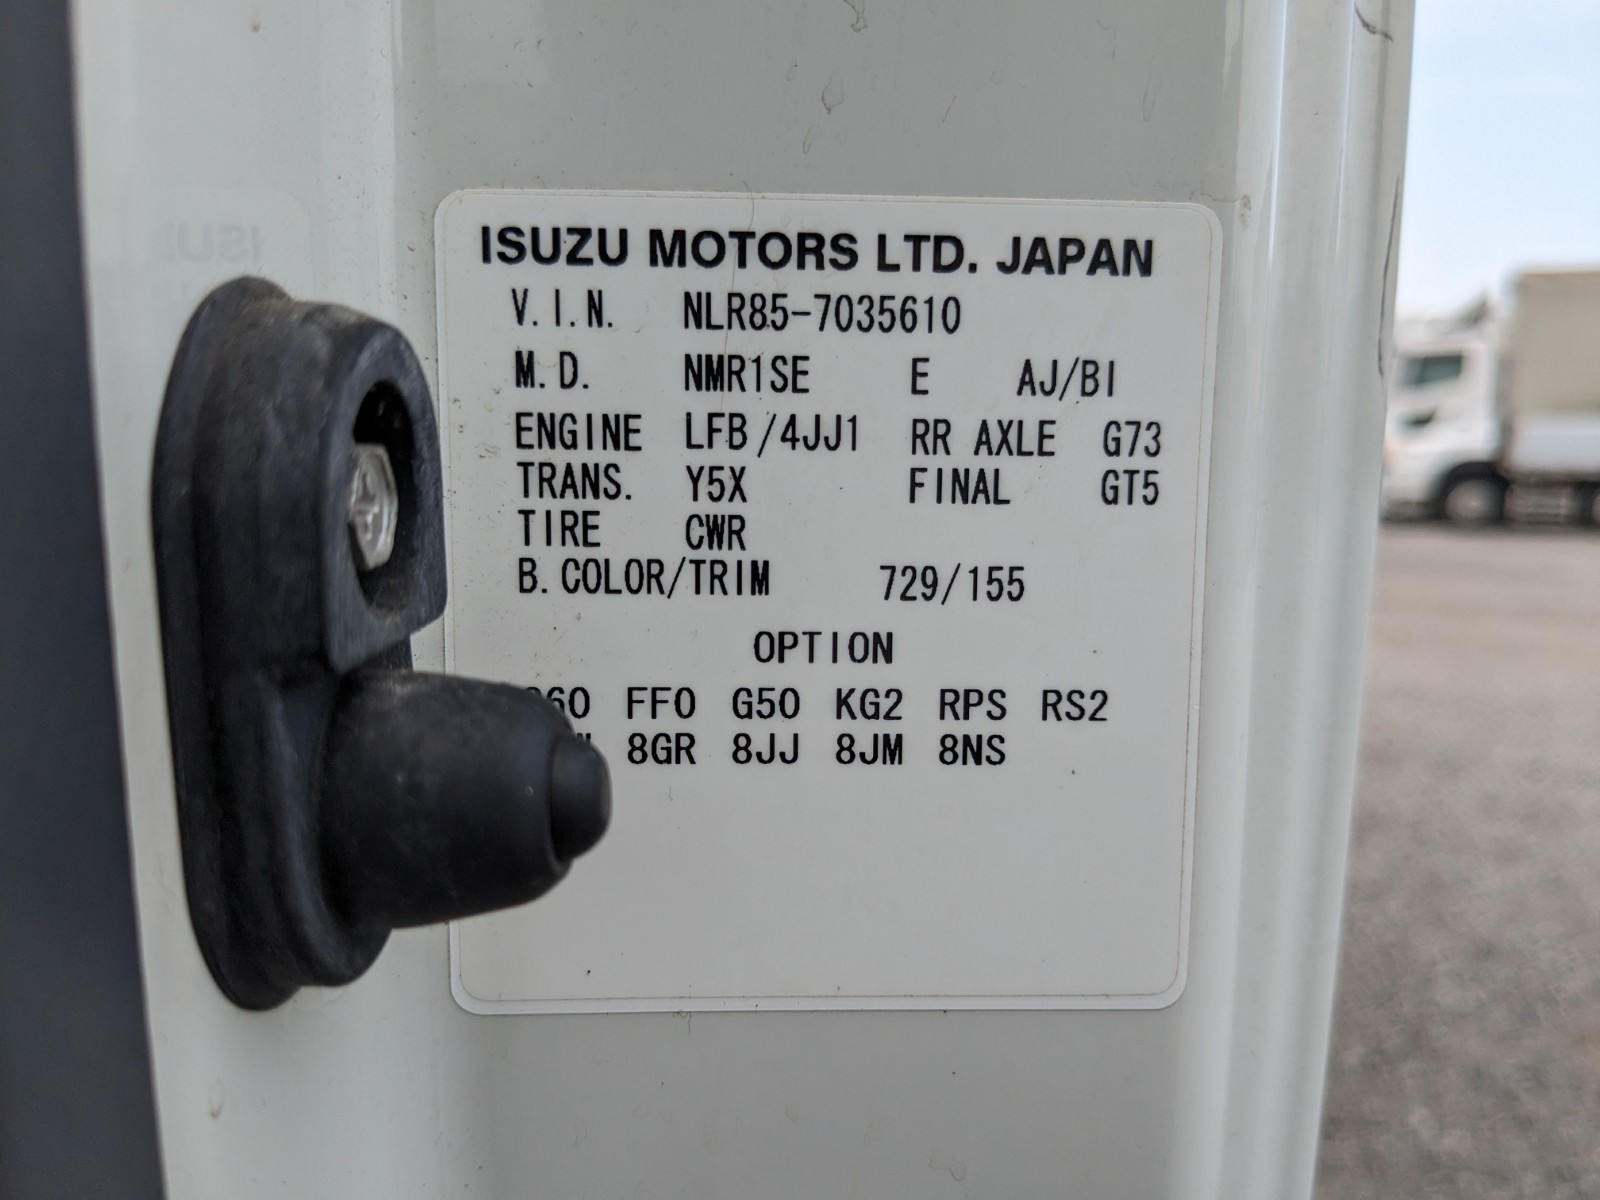 ISUZU MOTORS LTD. JAPAN
V.I.N. NLR85-7035610
M.D. NMR1SE E AJ/BI
ENGINE LFB/4JJ1 RR AXLE G73
TRANS. Y5X FINAL GT5
TIRE CWR
B.COLOR/TRIM 729/155
OPTION
FF0 G50 KG2 RPS RS2
8GR 8JJ 8JM 8NS